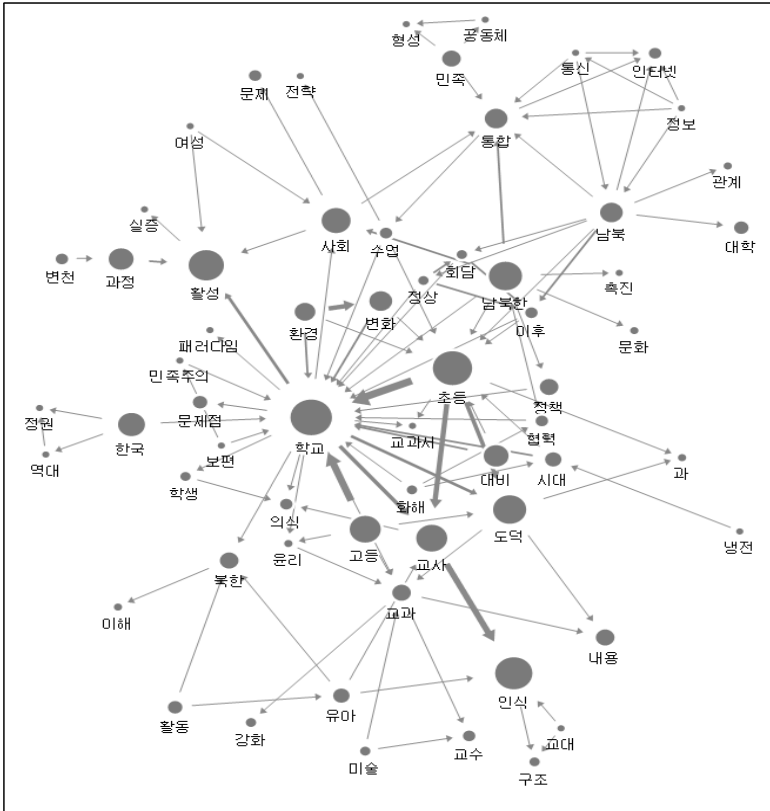 형성
공동체
민족
통신
인터넷
문제
전략
정보
통합
여성
관계
실증
사회
수업
남북
대학
변천
과정
활성
회담
정상
남북한
촉진
환경
변화
이후
문화
패러다임
민족주의
초등
정책
정원
한국
문제점
학교
교과서
협력
역대
보편
대비
시대
과
학생
화해
의식
고등
교사
도덕
냉전
윤리
북한
교과
이해
내용
활동
강화
유아
인식
미술
교수
교대
구조